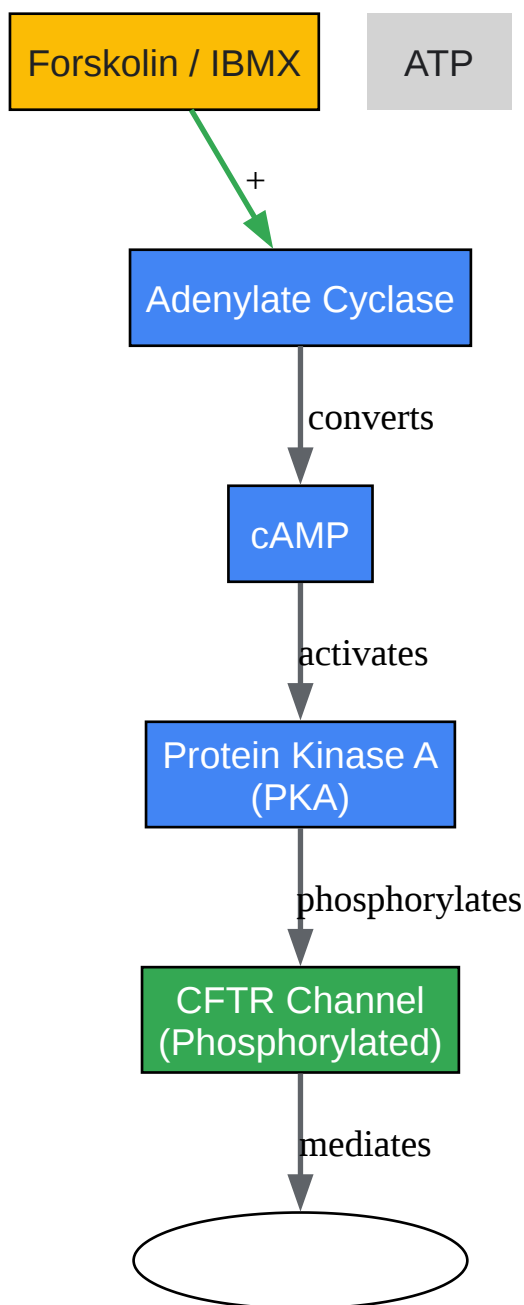 Forskolin / IBMX
ATP
+
Adenylate Cyclase
converts
cAMP
activates
Protein Kinase A
(PKA)
phosphorylates
CFTR Channel
(Phosphorylated)
mediates